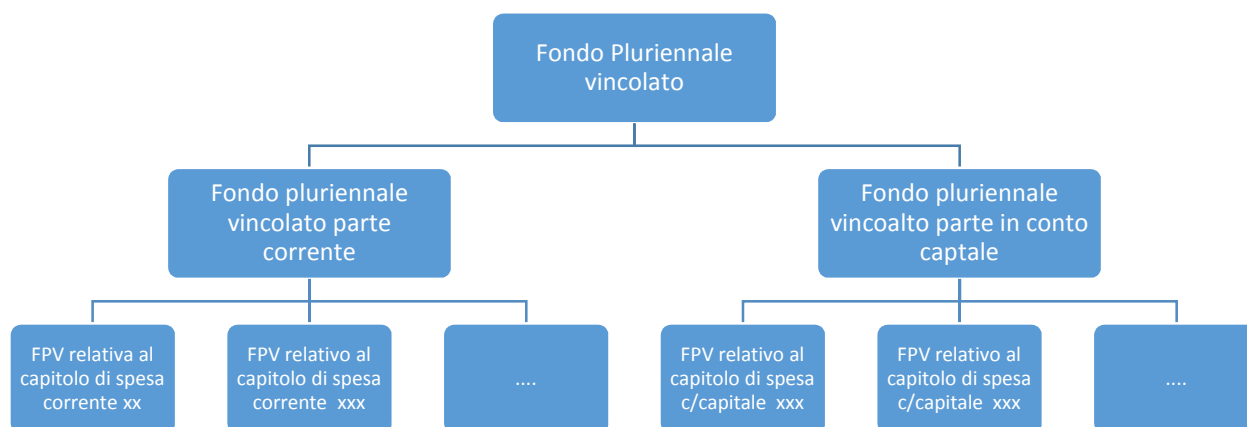 Fondo Pluriennale
vincolato
Fondo pluriennale
vincolato parte
corrente
Fondo pluriennale
vincoalto parte in conto
captale
FPV relativa al
capitolo di spesa
corrente xx
FPV relativo al
capitolo di spesa
corrente xxx
....
FPV relativo al
capitolo di spesa
c/capitale xxx
FPV relativo al
capitolo di spesa
c/capitale xxx
....